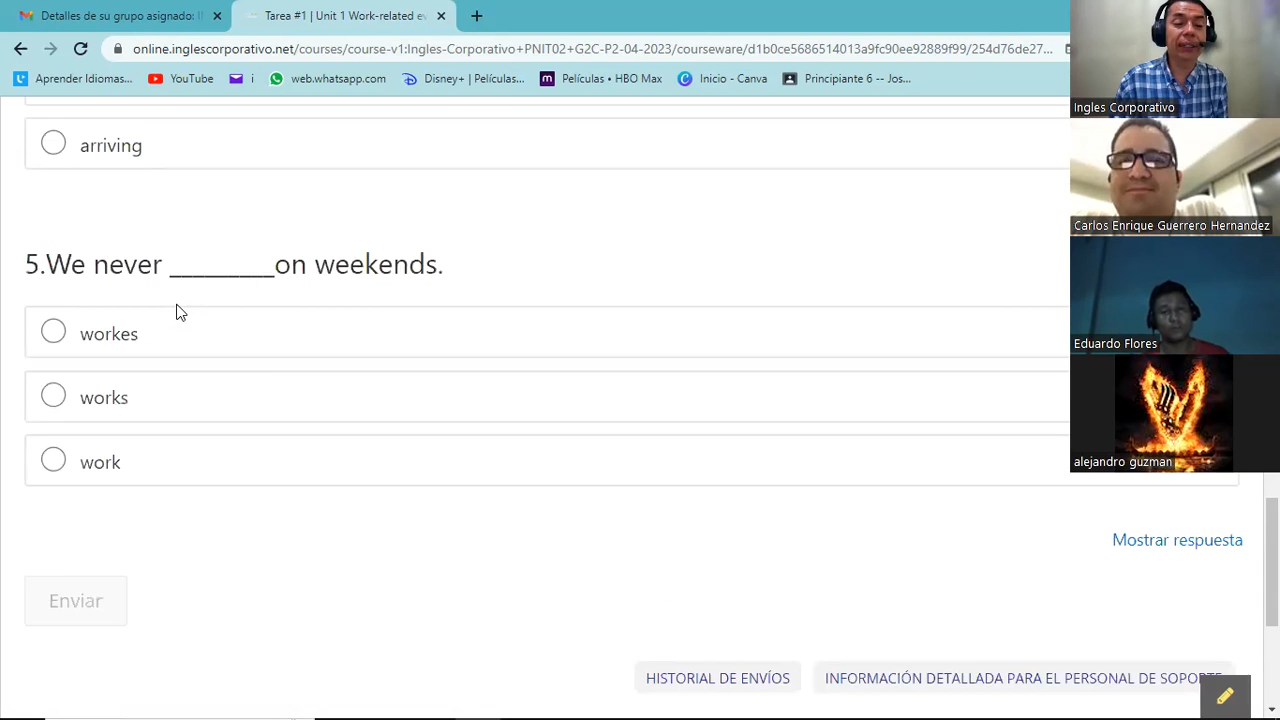 Detalles de su grupo asignado: I
Tarea #1 | Unit 1 Work-related ev
online.inglescorporativo.net/courses/course-v1:Ingles-Corporativo+PNIT02+G2C-P2-04-2023/courseware/d1b0ce5686514013a9fc90ee92889f99/254d76de27...
Aprender Idiomas...
YouTube
i
web.whatsapp.com
Disney+ | Películas...
Películas • HBO Max
Inicio - Canva
Principiante 6 -- Jos...
Ingles Corporativo
arriving
Carlos Enrique Guerrero Hernandez
5.We never _________on weekends.
workes
Eduardo Flores
works
work
alejandro guzman
Mostrar respuesta
Enviar
HISTORIAL DE ENVÍOS
INFORMACIÓN DETALLADA PARA EL PERSONAL DE SOPORTE